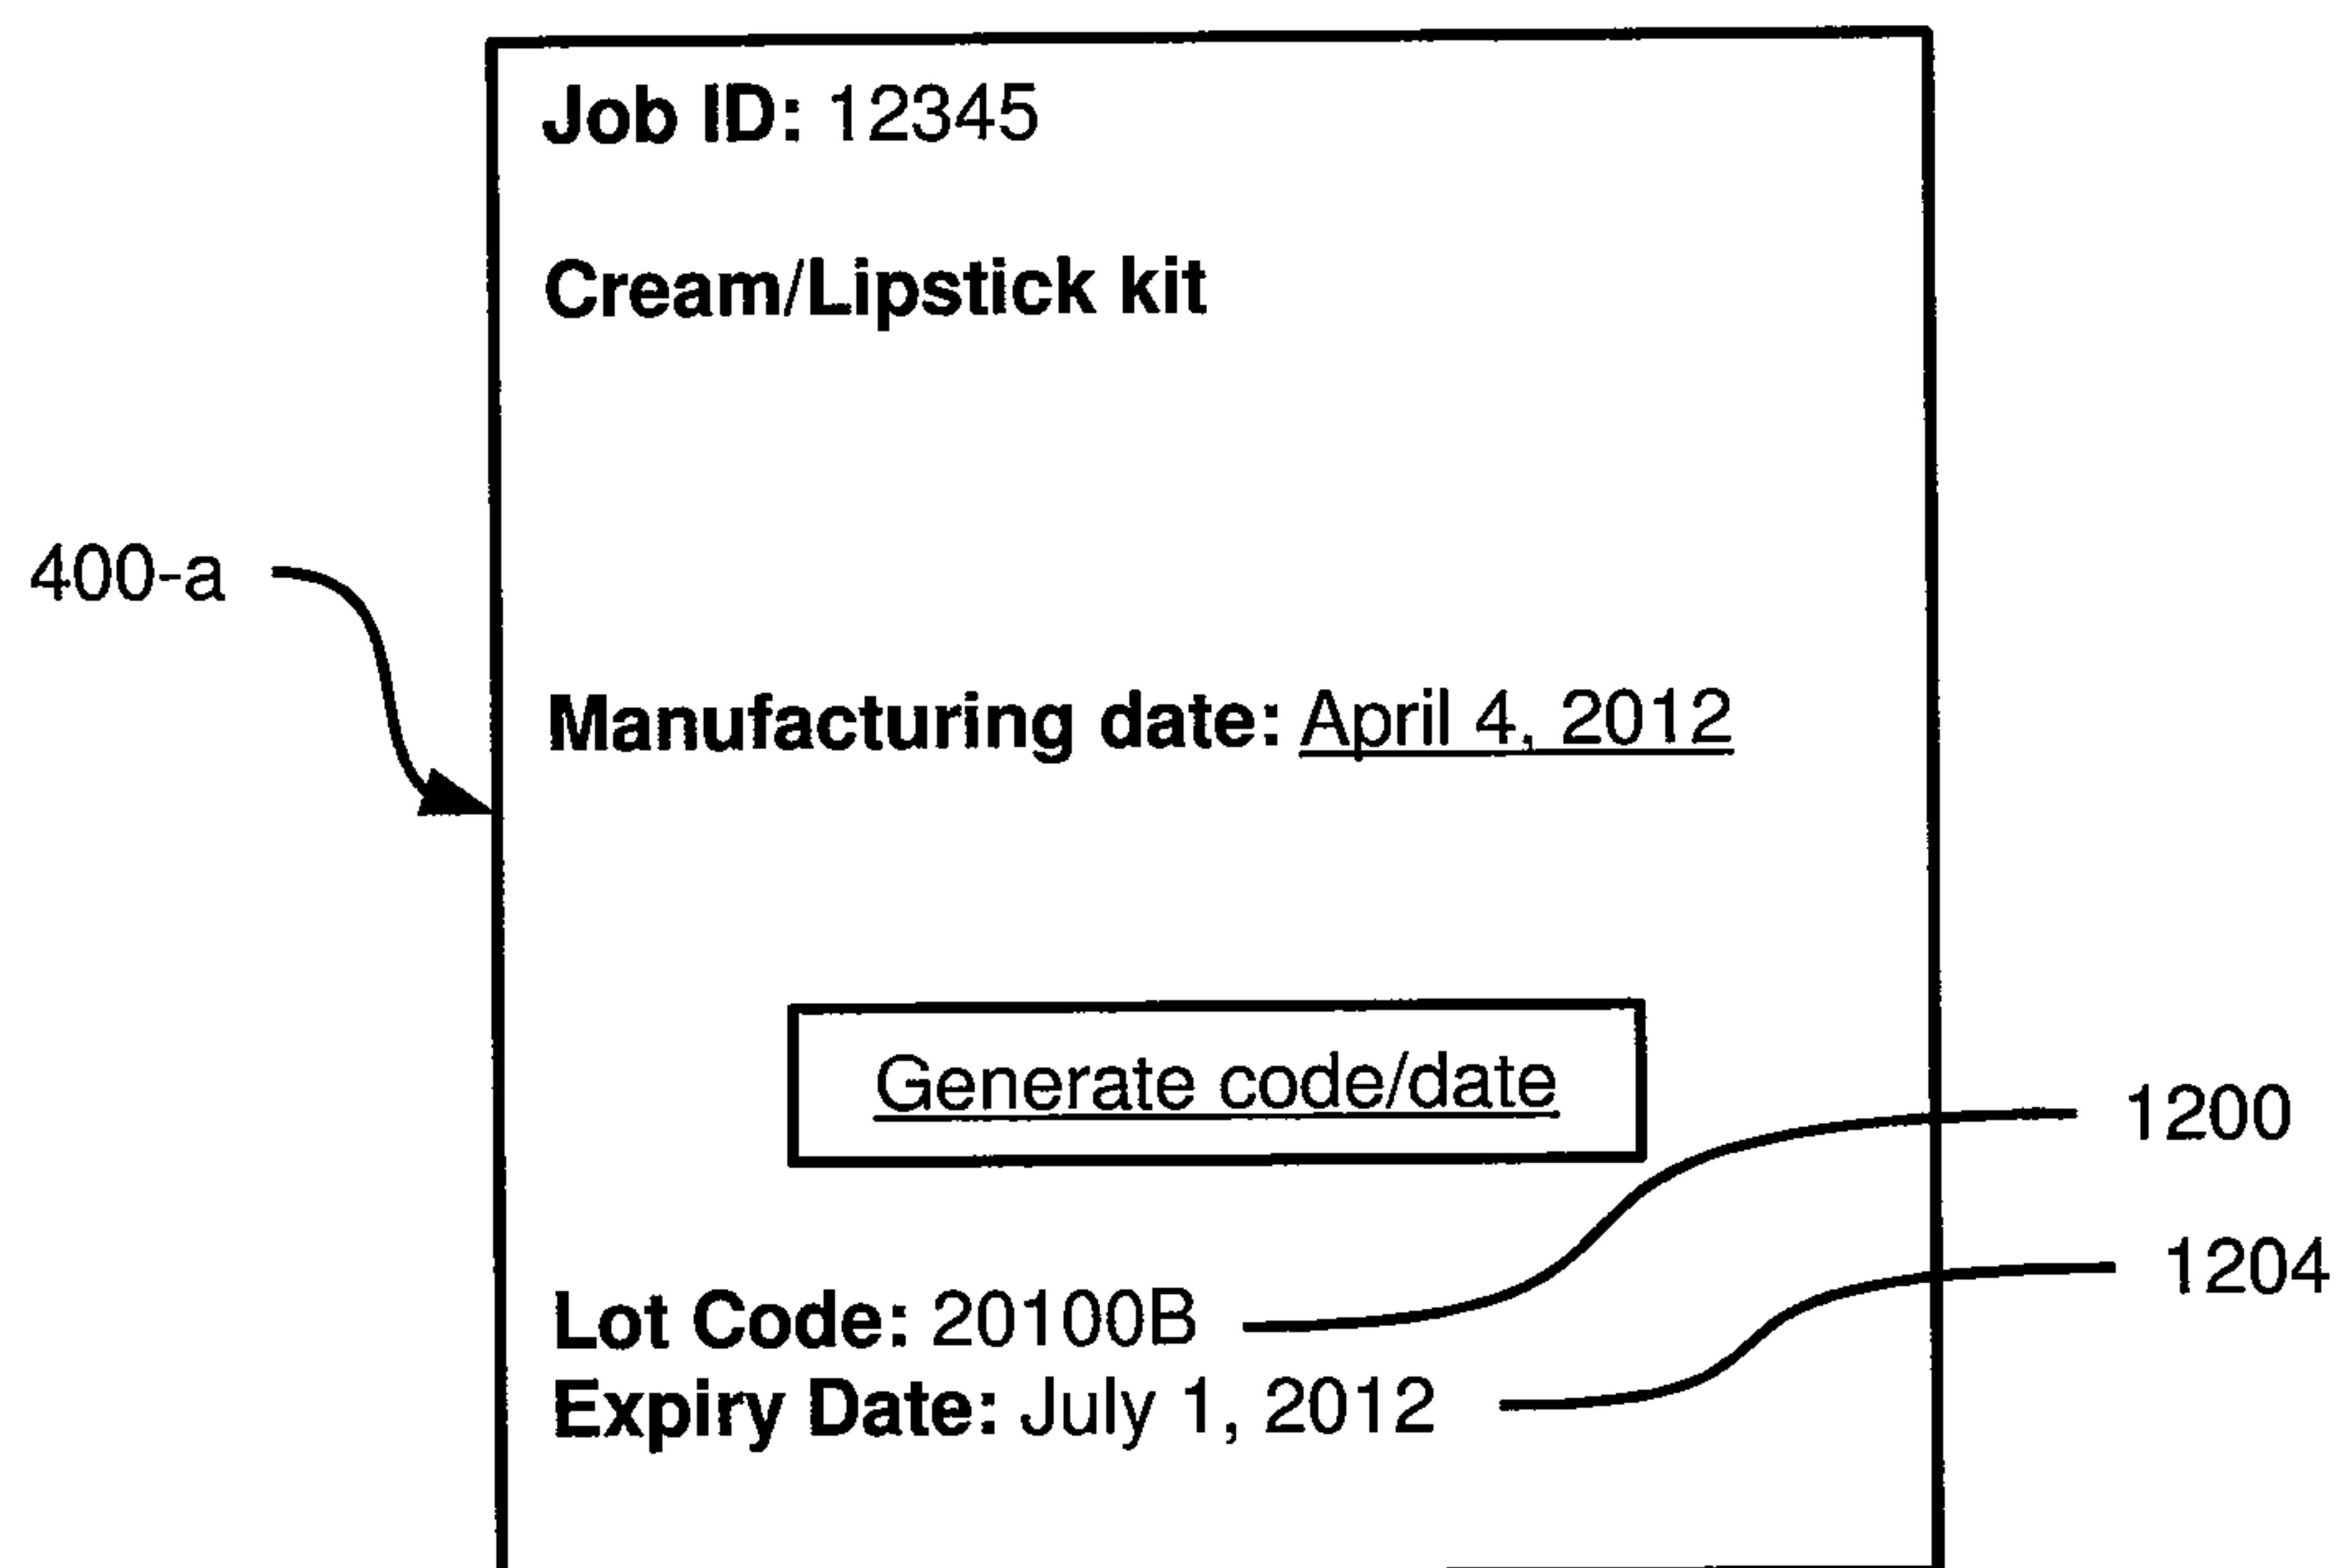 Job ID: 12345
Cream/Lipstick kit
400-a
Manufacturing date: April 4, 2012
Generate code/date
1200
1204
Lot Code: 20100B
Expiry Date: July 1, 2012